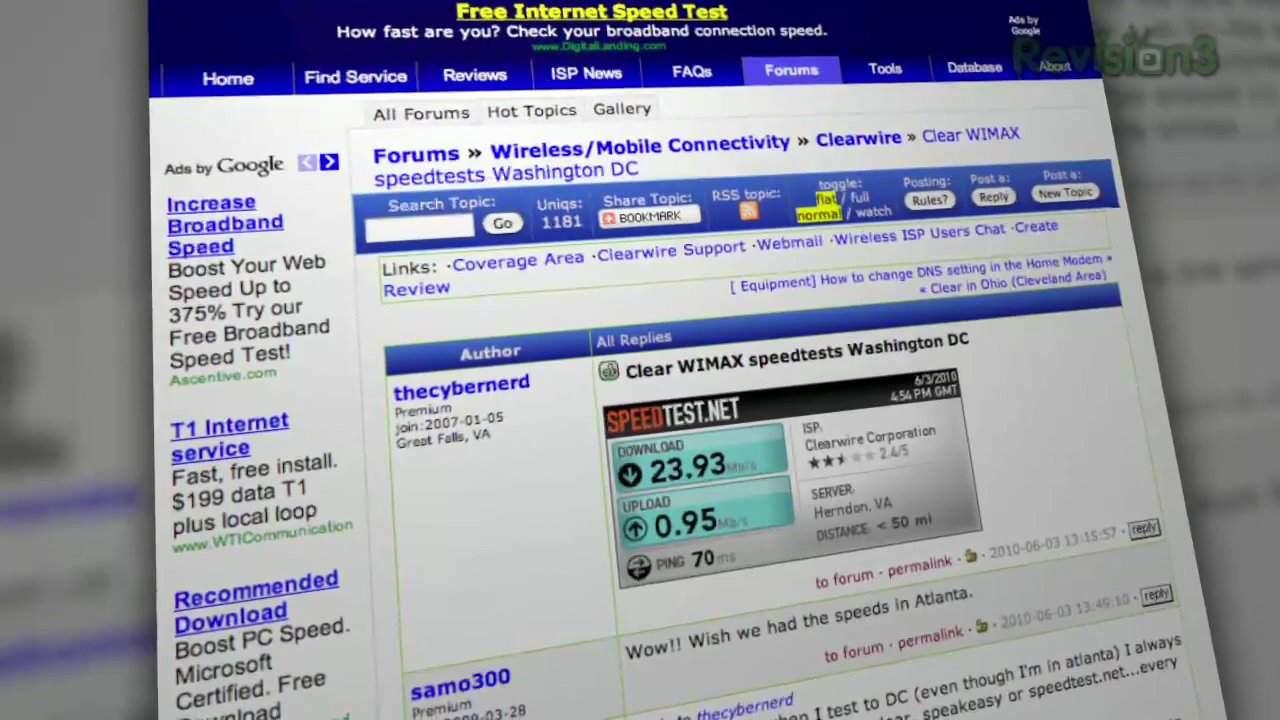 Free Internet Speed Test
How fast are you? Check your broadband connection speed.
www.DigitalLanding.com
Ads by
Google
Revision3
Home
Find Service
Reviews
ISP News
FAQs
Forums
Tools
Database
About
All Forums
Hot Topics
Gallery
Ads by Google
Increase
Broadband
Speed
Boost Your Web
Speed Up to
375% Try our
Free Broadband
Speed Test!
Ascentive.com
T1 Internet
service
Fast, free install.
$199 data T1
plus local loop
www.WTICommunication
Recommended
Download
Boost PC Speed.
Microsoft
Certified. Free
Download
Forums » Wireless/Mobile Connectivity » Clearwire » Clear WIMAX
speedtests Washington DC
Search Topic:
Go
Uniqs:
1181
Share Topic:
BOOKMARK
RSS topic:
toggle:
flat / full
normal / watch
Posting:
Rules?
Post a:
Reply
Post a:
New Topic
Links: ·Coverage Area ·Clearwire Support ·Webmail ·Wireless ISP Users Chat ·Create
Review
[ Equipment] How to change DNS setting in the Home Modem »
« Clear in Ohio (Cleveland Area)
Author
All Replies
thecybernerd
Premium
join:2007-01-05
Great Falls, VA
Clear WIMAX speedtests Washington DC
SPEEDTEST.NET
6/3/2010
4:54 PM GMT
DOWNLOAD
23.93 Mb/s
UPLOAD
0.95 Mb/s
PING 70 ms
ISP:
Clearwire Corporation
2.4/5
SERVER:
Herndon, VA
DISTANCE: < 50 mi
to forum · permalink · 2010-06-03 13:15:57 · reply
samo300
Premium
Wow!! Wish we had the speeds in Atlanta.
to forum · permalink · 2010-06-03 13:49:10 · reply
thecybernerd
when I test to DC (even though I'm in atlanta) I always
speakeasy or speedtest.net...every